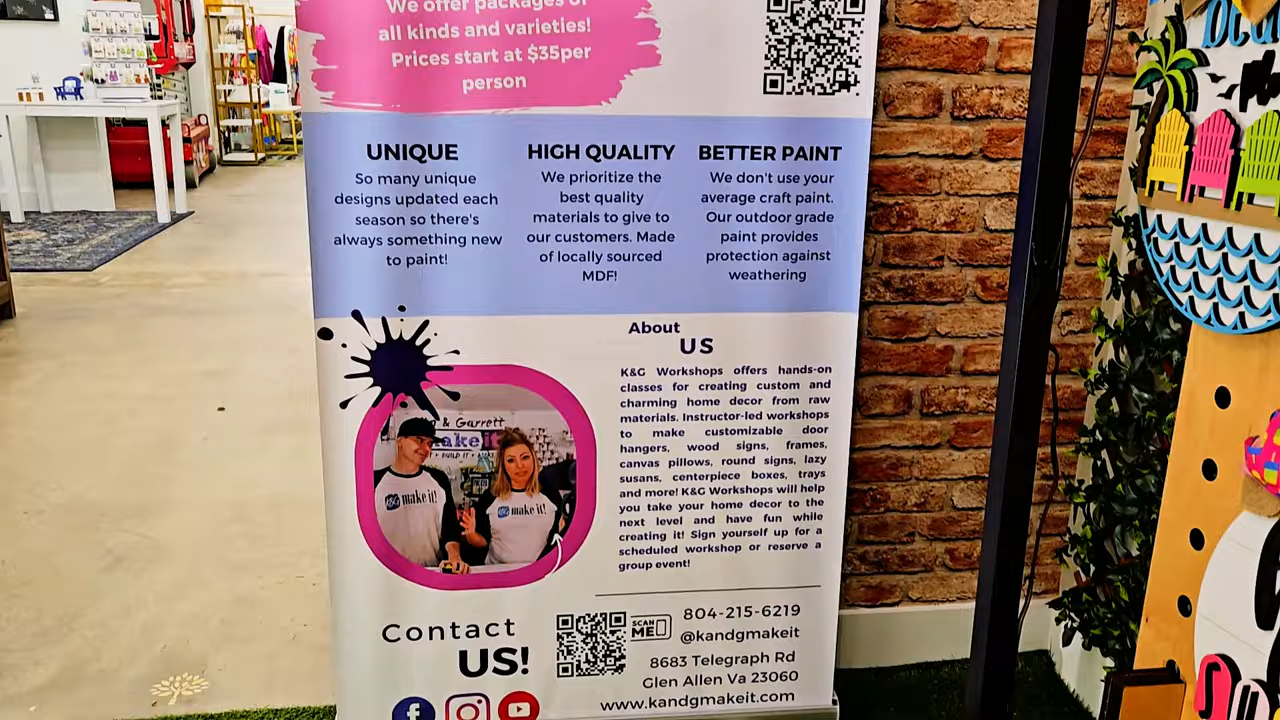 We offer packages of
all kinds and varieties!
Prices start at $35per
person
UNIQUE
So many unique
designs updated each
season so there's
always something new
to paint!
HIGH QUALITY
We prioritize the
best quality
materials to give to
our customers. Made
of locally sourced
MDF!
BETTER PAINT
We don't use your
average craft paint.
Our outdoor grade
paint provides
protection against
weathering
About
US
K&G Workshops offers hands-on
classes for creating custom and
charming home decor from raw
materials. Instructor-led workshops
to make customizable door
hangers, wood signs, frames,
canvas pillows, round signs, lazy
susans, centerpiece boxes, trays
and more! K&G Workshops will help
you take your home decor to the
next level and have fun while
creating it! Sign yourself up for a
scheduled workshop or reserve a
group event!
& Garrett
make it!
BUILD IT
K&G make it!
K&G make it!
Contact
US!
SCAN
ME
804-215-6219
@kandgmakeit
8683 Telegraph Rd
Glen Allen Va 23060
www.kandgmakeit.com